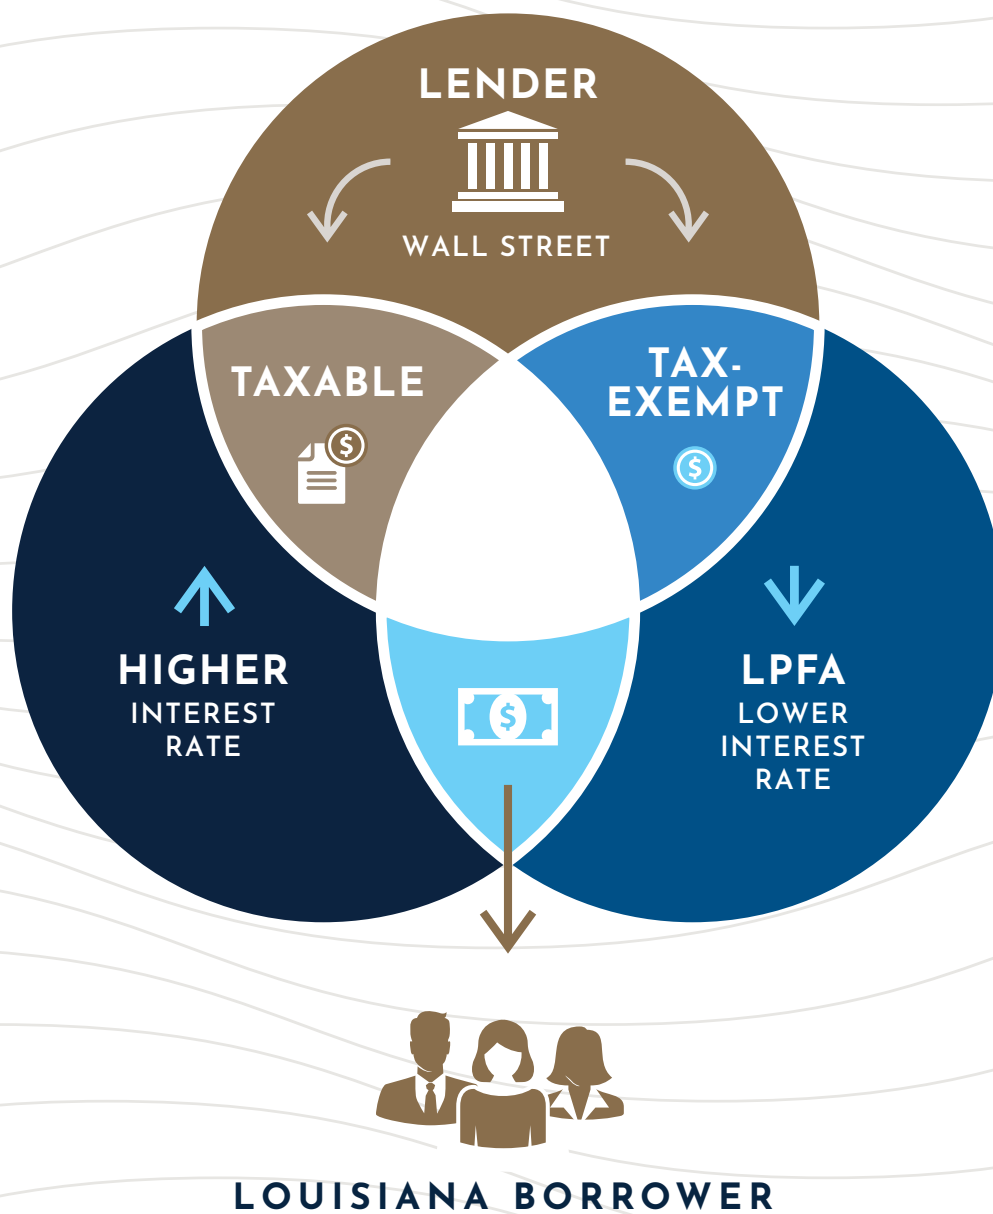 LENDER
WALL STREET
TAXABLE
$
TAX-
EXEMPT
$
HIGHER
INTEREST
RATE
LPFA
LOWER
INTEREST
RATE
$
LOUISIANA BORROWER